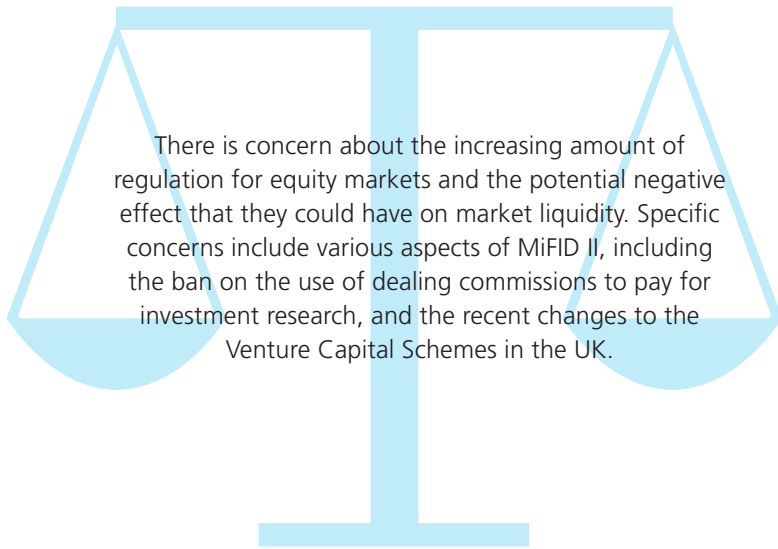 There is concern about the increasing amount of
regulation for equity markets and the potential negative
effect that they could have on market liquidity. Specific
concerns include various aspects of MiFID II, including
the ban on the use of dealing commissions to pay for
investment research, and the recent changes to the
Venture Capital Schemes in the UK.